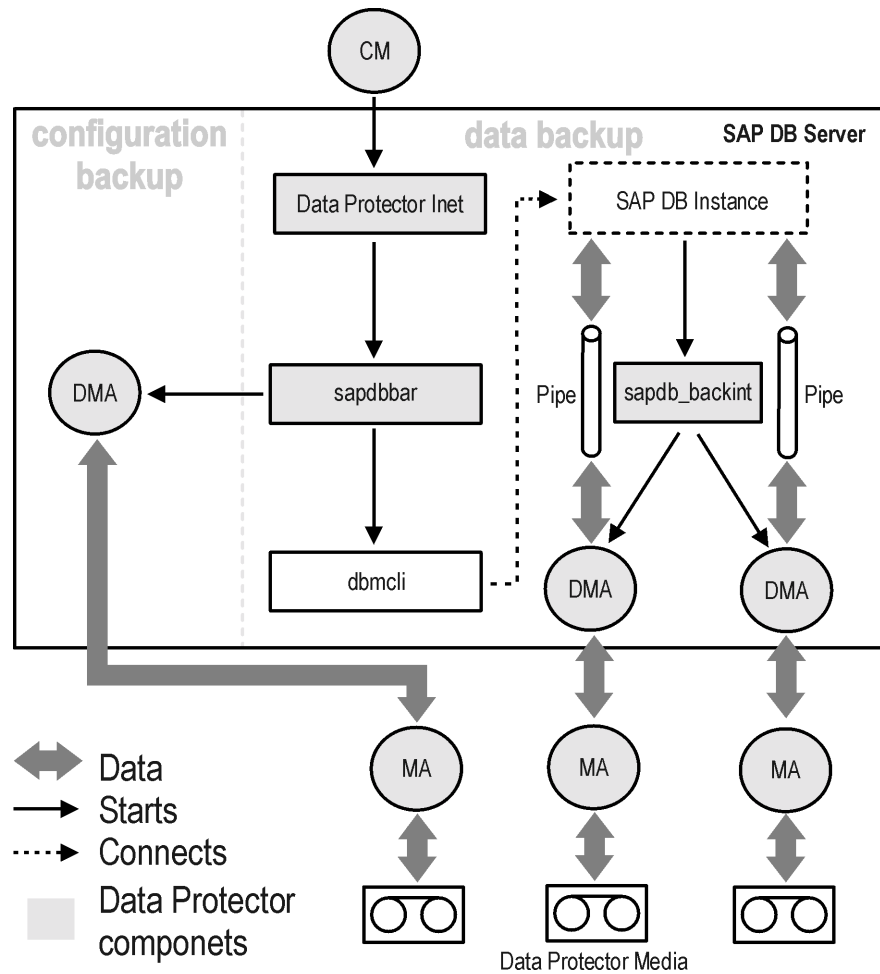 CM
configuration
backup
data backup
SAP DB Server
Data Protector Inet
SAP DB Instance
DMA
sapdbbar
Pipe
sapdb_backint
Pipe
dbmcli
DMA
DMA
MA
MA
MA
Data
Starts
Connects
Data Protector
componets
Data Protector Media